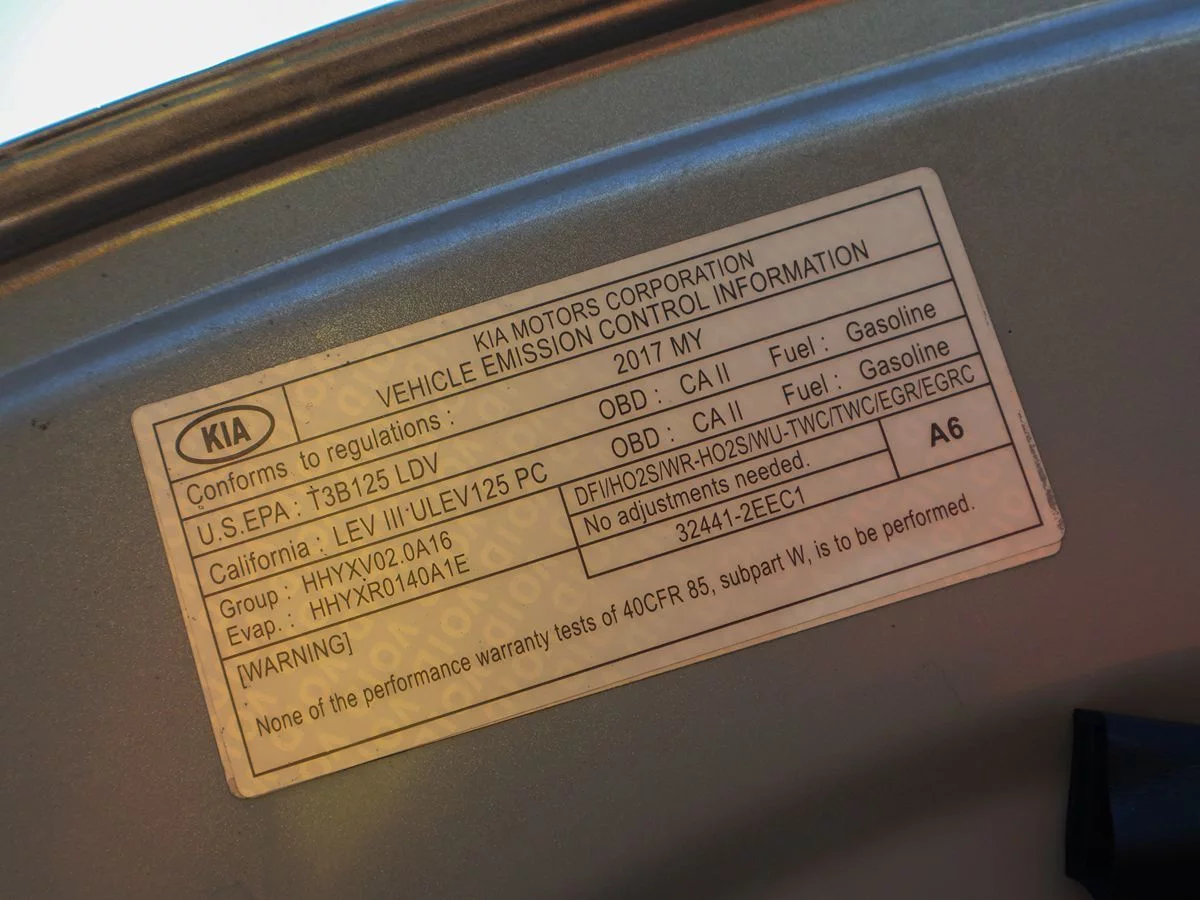 KIA MOTORS CORPORATION
VEHICLE EMISSION CONTROL INFORMATION
KIA
Conforms to regulations : 2017 MY
U.S.EPA : T3B125 LDV OBD : CA II Fuel : Gasoline
California : LEV III ULEV125 PC OBD : CA II Fuel : Gasoline
Group : HHYXV02.0A16
Evap. : HHYXR0140A1E
DFI/HO2S/WR-HO2S/WU-TWC/TWC/EGR/EGRC
No adjustments needed.
A6
32441-2EEC1
[WARNING]
None of the performance warranty tests of 40CFR 85, subpart W, is to be performed.